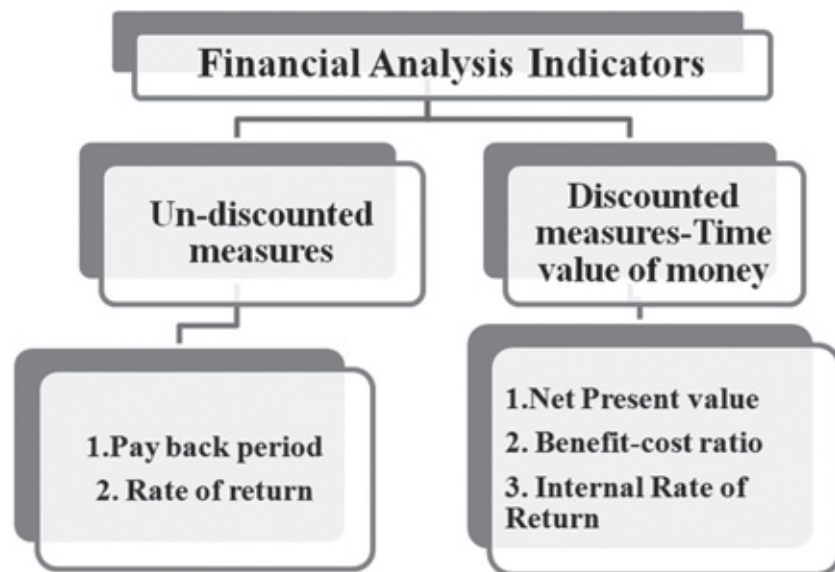 Financial Analysis Indicators
Un-discounted
measures
Discounted
measures-Time
value of money
1.Pay back period
2. Rate of return
1.Net Present value
2. Benefit-cost ratio
3. Internal Rate of
Return